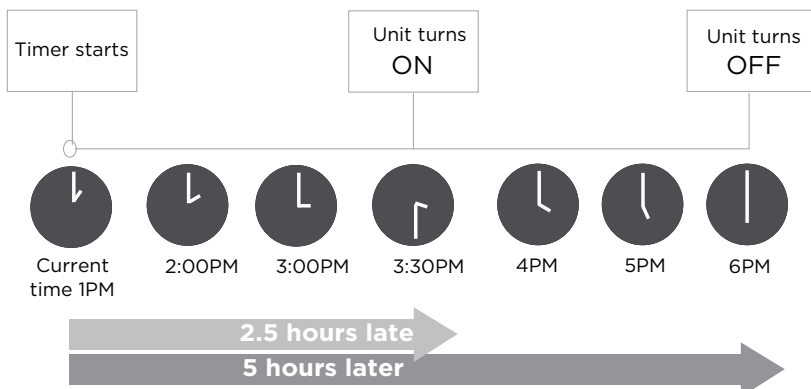 Timer starts
Unit turns
ON
Unit turns
OFF
Current
time 1PM
2:00PM
3:00PM
3:30PM
4PM
5PM
6PM
2.5 hours late
5 hours later